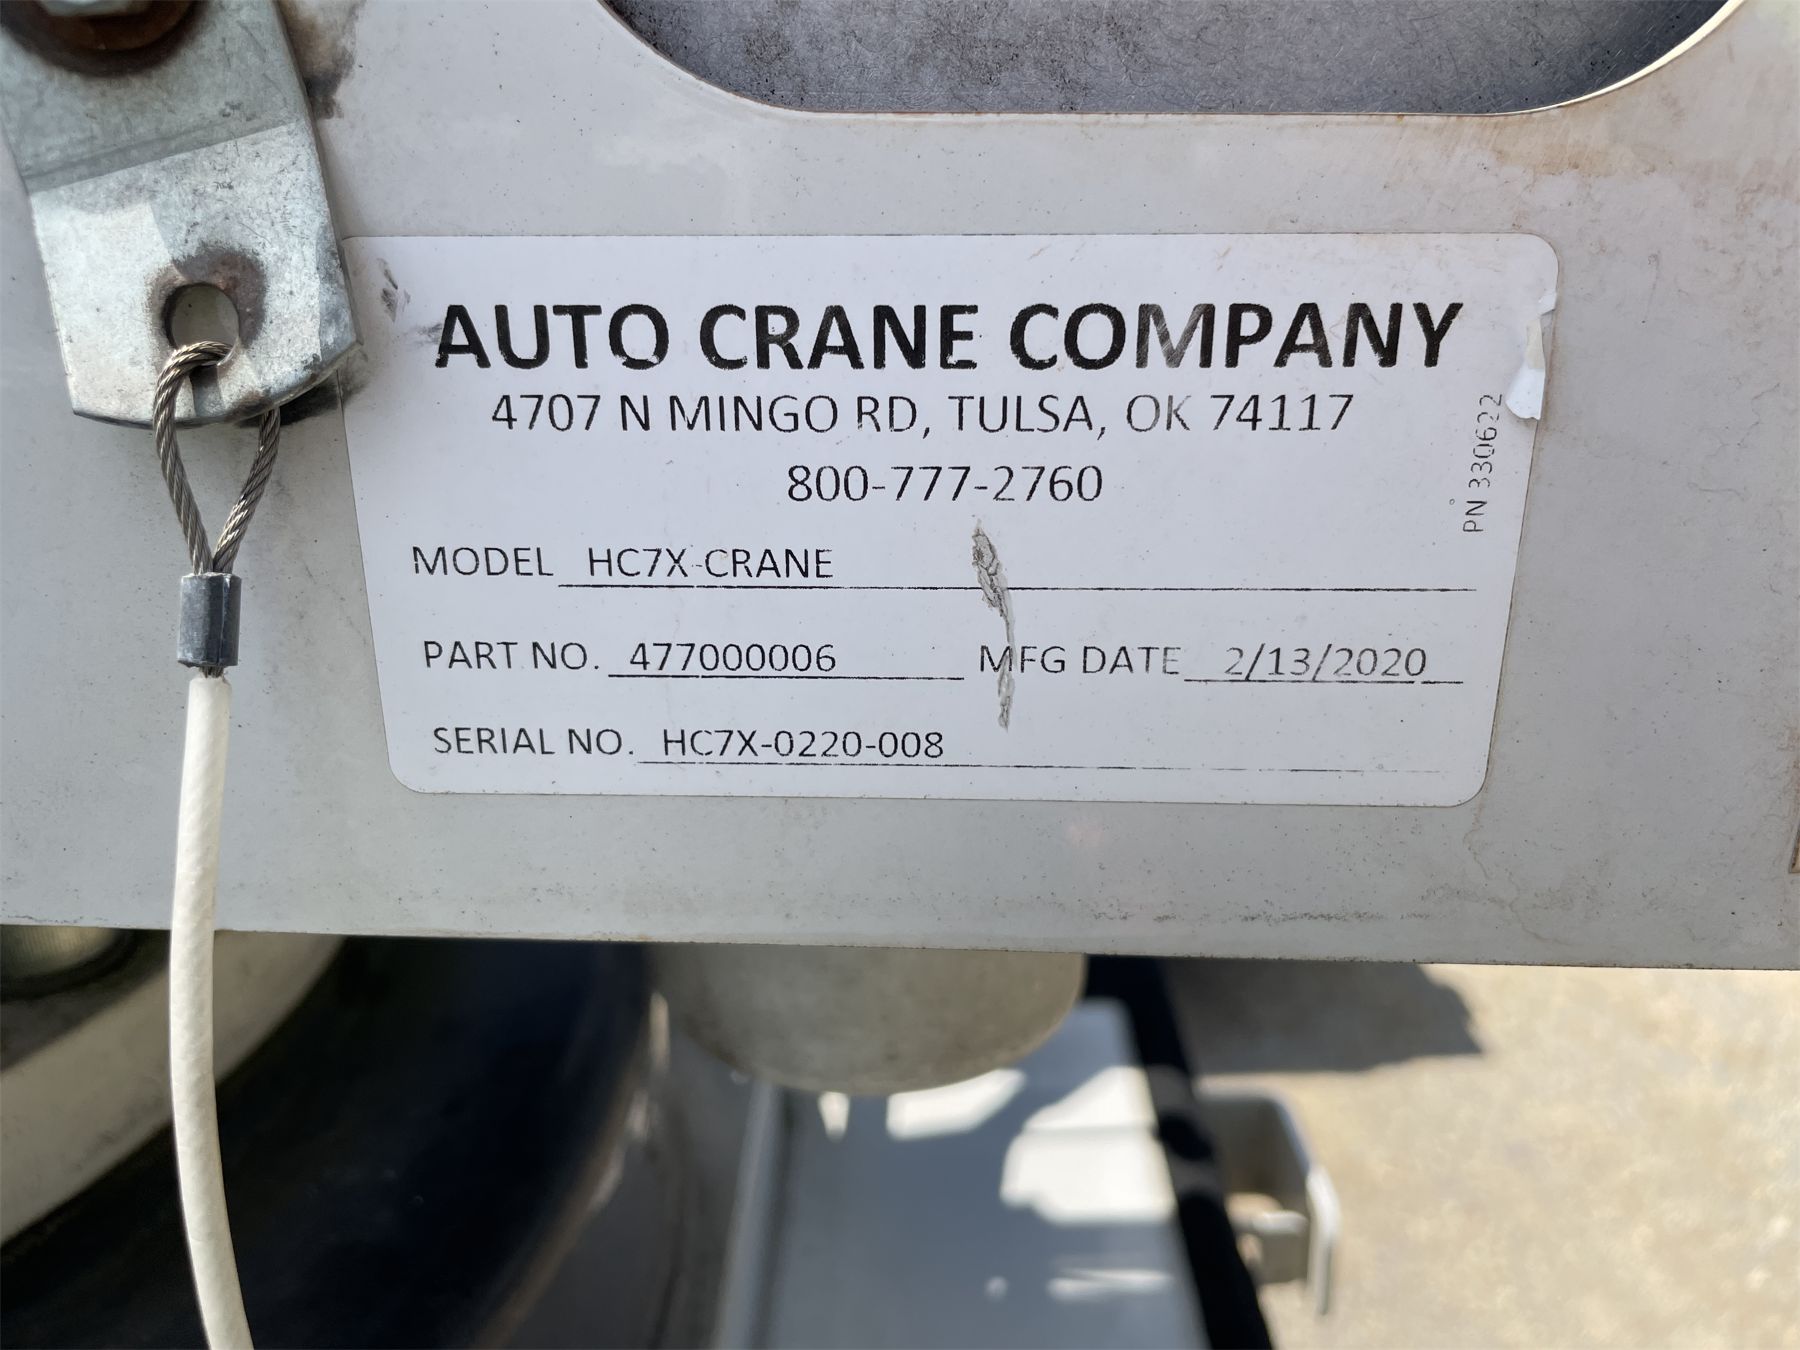 AUTO CRANE COMPANY
4707 N MINGO RD, TULSA, OK 74117
800-777-2760
PN 330622
MODEL HC7X-CRANE
PART NO. 477000006 MFG DATE 2/13/2020
SERIAL NO. HC7X-0220-008